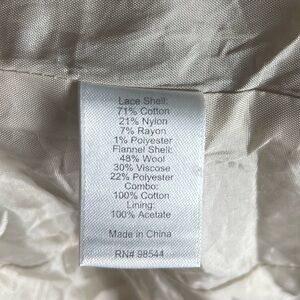 Lace Shell:
71% Cotton
21% Nylon
7% Rayon
1% Polyester
Flannel Shell:
48% Wool
30% Viscose
22% Polyester
Combo:
100% Cotton
Lining:
100% Acetate
Made in China
RN# 98544